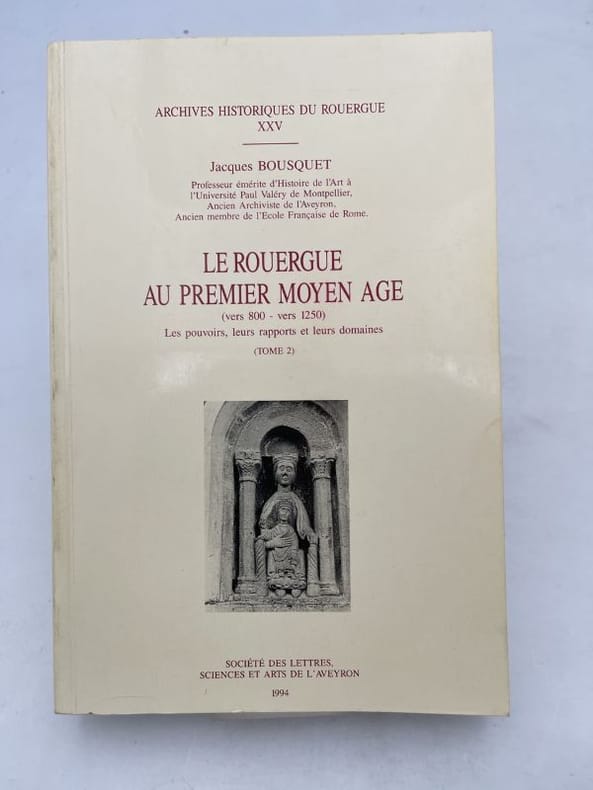 ARCHIVES HISTORIQUES DU ROUERGUE
XXV
Jacques BOUSQUET
Professeur émérite d'Histoire de l'Art à
l'Université Paul Valéry de Montpellier,
Ancien Archiviste de l'Aveyron,
Ancien membre de l'Ecole Française de Rome.
LE ROUERGUE
AU PREMIER MOYEN AGE
(vers 800 - vers 1250)
Les pouvoirs, leurs rapports et leurs domaines
(TOME 2)
SOCIÉTÉ DES LETTRES,
SCIENCES ET ARTS DE L'AVEYRON
1994